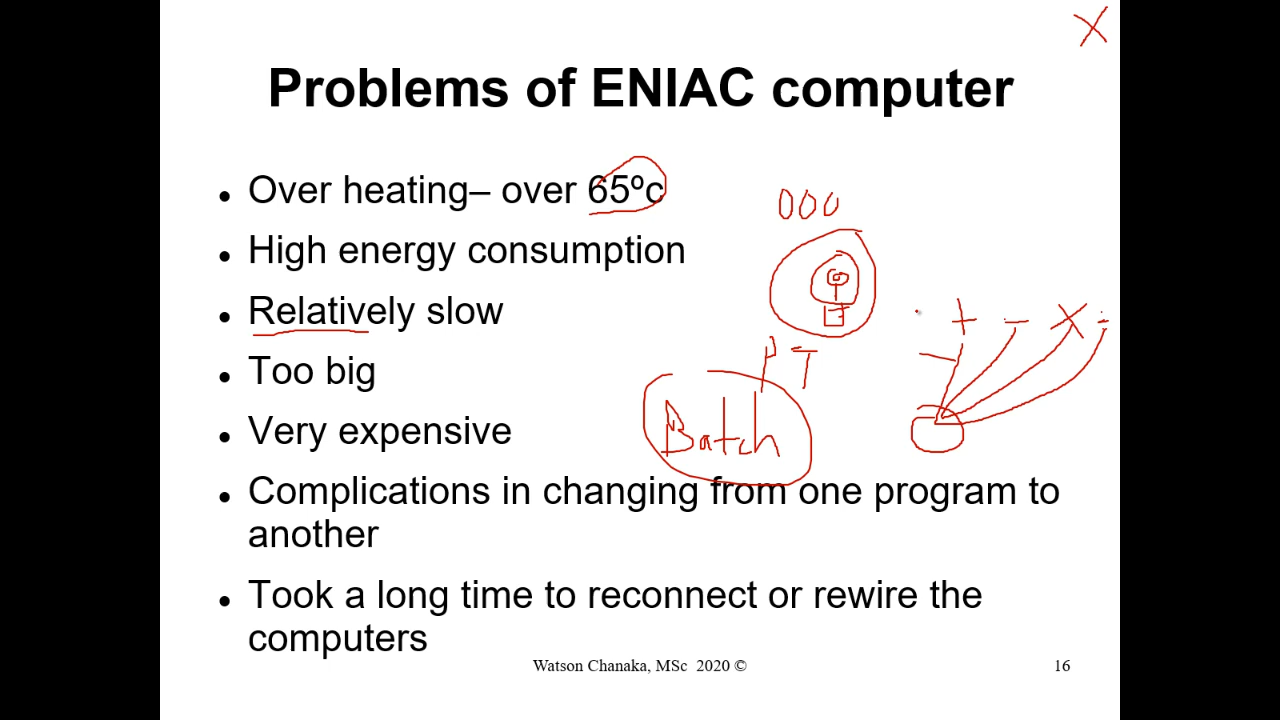 X
Problems of ENIAC computer
• Over heating– over 65ºc
000
• High energy consumption
• Relatively slow
+ - X ÷
• Too big
PT
• Very expensive
Batch
• Complications in changing from one program to
another
• Took a long time to reconnect or rewire the
computers
Watson Chanaka, MSc 2020 ©
16